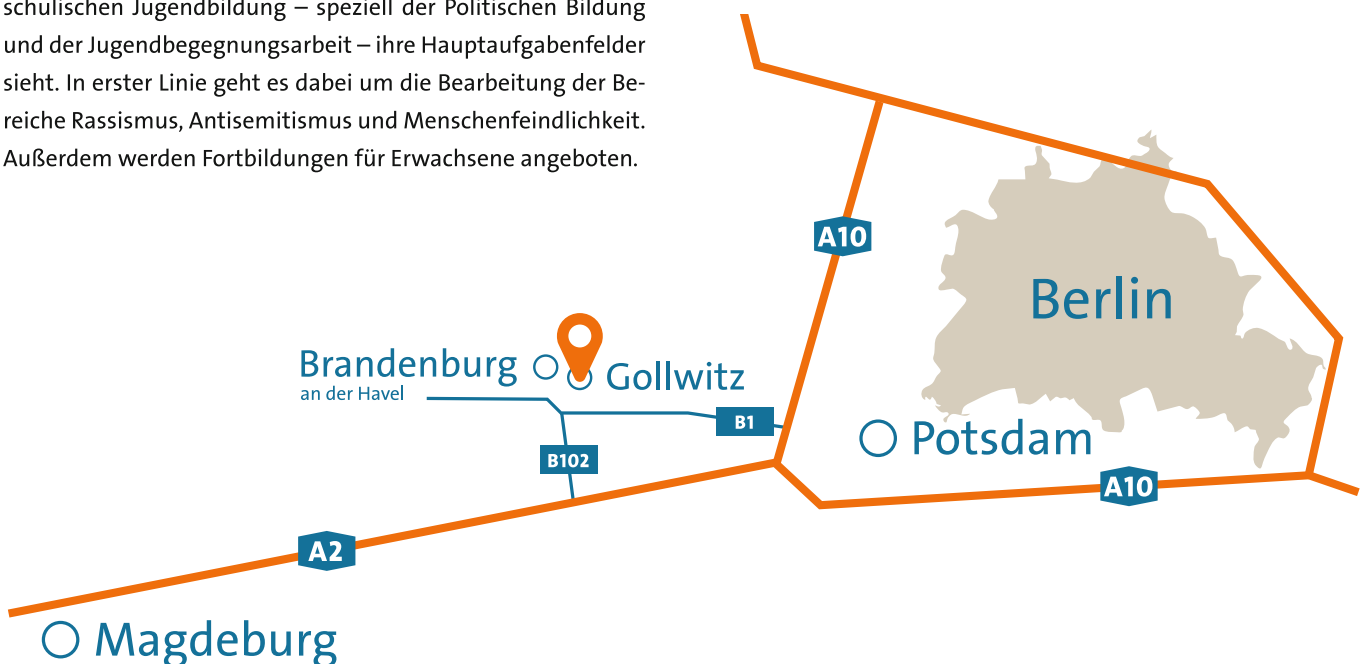 schulischen Jugendbildung – speziell der Politischen Bildung
und der Jugendbegegnungsarbeit – ihre Hauptaufgabenfelder
sieht. In erster Linie geht es dabei um die Bearbeitung der Be-
reiche Rassismus, Antisemitismus und Menschenfeindlichkeit.
Außerdem werden Fortbildungen für Erwachsene angeboten.
A10
Berlin
Brandenburg
an der Havel
Gollwitz
B1
Potsdam
B102
A10
A2
Magdeburg